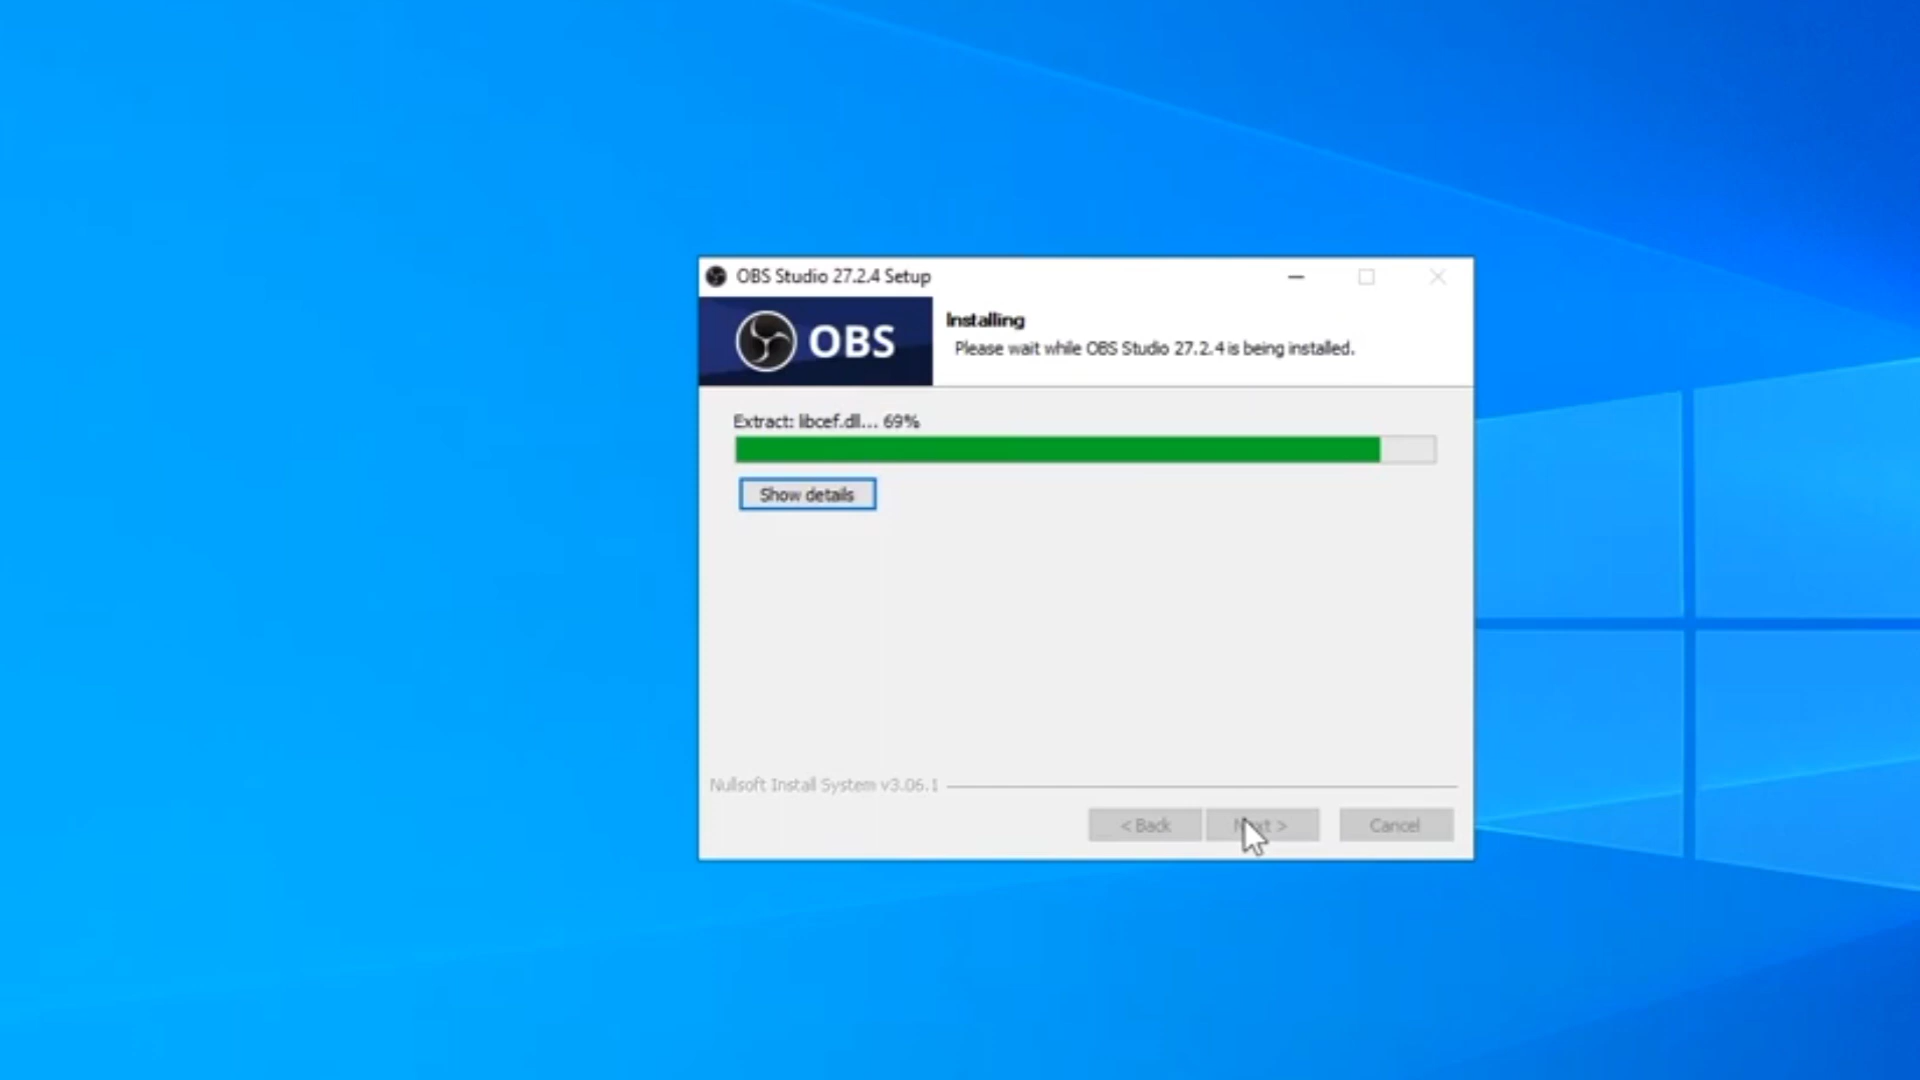 OBS Studio 27.2.4 Setup
OBS
Installing
Please wait while OBS Studio 27.2.4 is being installed.
Extract: libcef.dll... 69%
Show details
Nullsoft Install System v3.06.1
< Back
Next >
Cancel